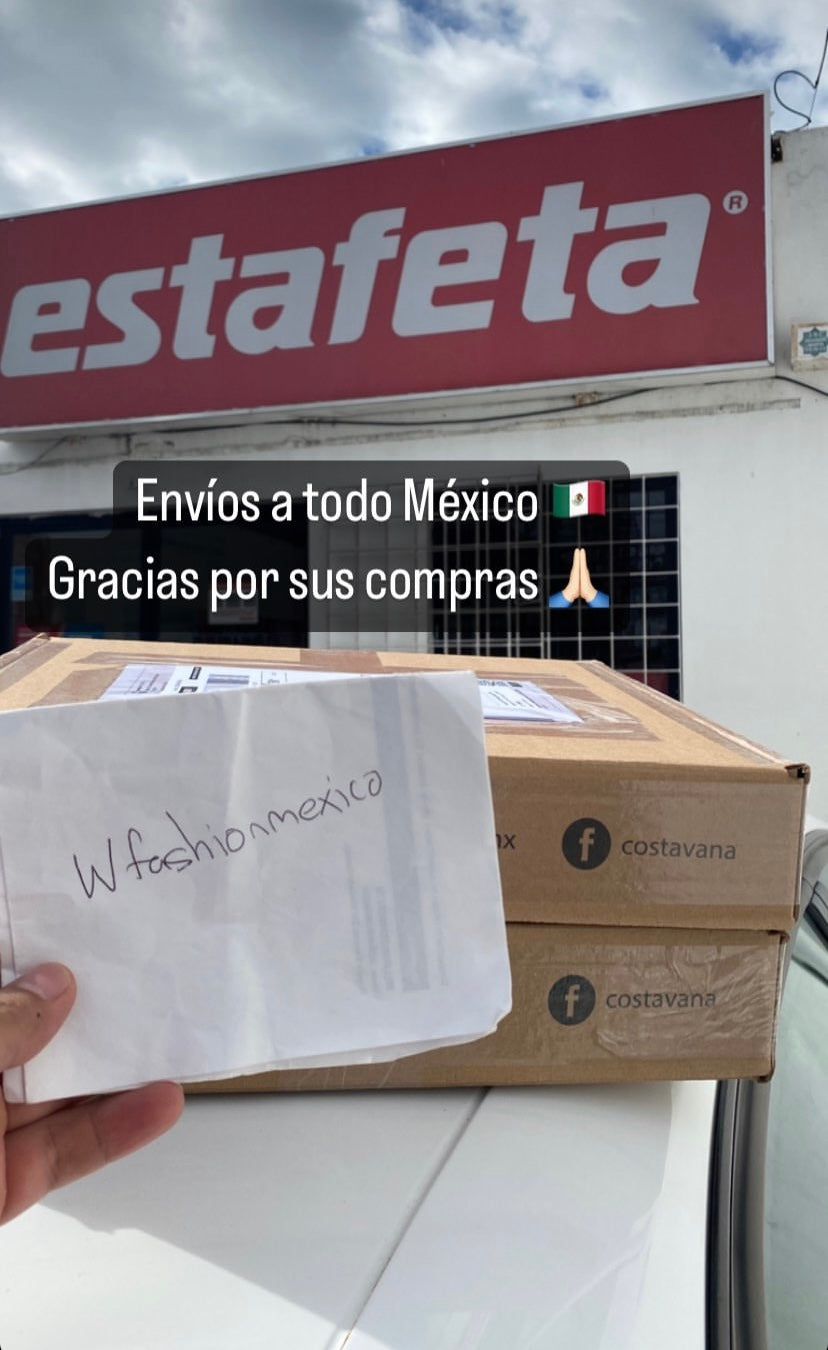 estafeta®
Envíos a todo México 🇲🇽
Gracias por sus compras 🙏🏻
Wfashionmexico
costavana
costavana